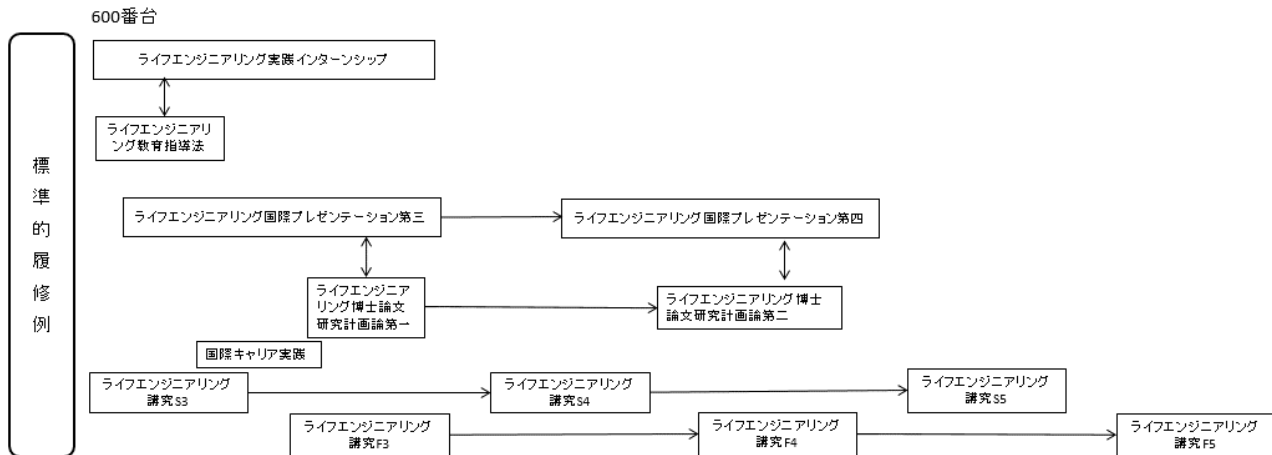 600番台
標準的履修例
ライフエンジニアリング実践インターンシップ
ライフエンジニアリ
ング教育指導法
ライフエンジニアリング国際プレゼンテーション第三
ライフエンジニアリング国際プレゼンテーション第四
ライフエンジニア
リング博士論文
研究計画論第一
ライフエンジニアリング博士
論文研究計画論第二
国際キャリア実践
ライフエンジニアリング
講究S3
ライフエンジニアリング
講究S4
ライフエンジニアリング
講究S5
ライフエンジニアリング
講究F3
ライフエンジニアリング
講究F4
ライフエンジニアリング
講究F5